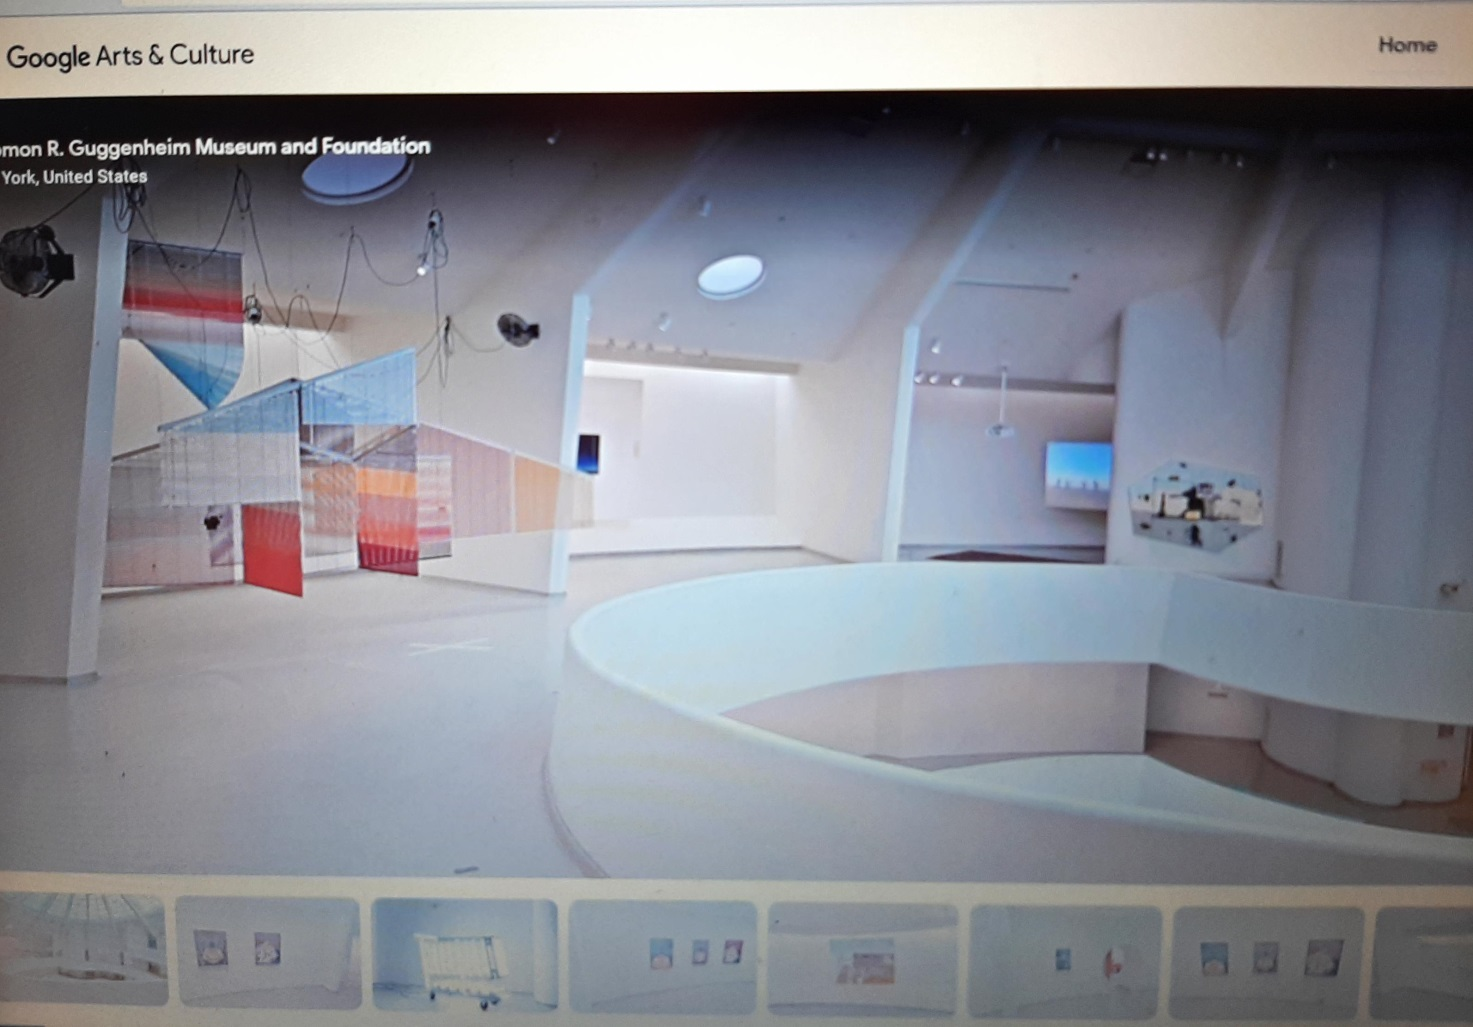 Google Arts & Culture
Home
mon R. Guggenheim Museum and Foundation
York, United States